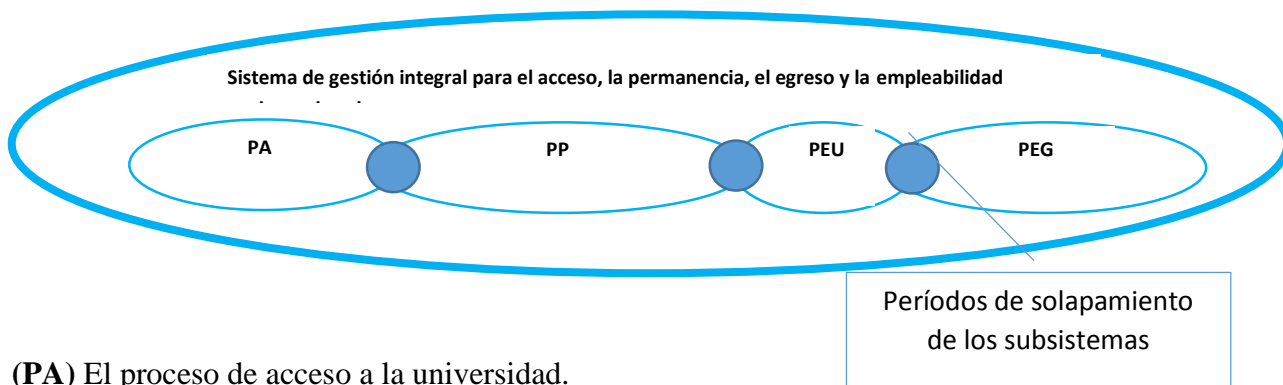 Sistema de gestión integral para el acceso, la permanencia, el egreso y la empleabilidad
PA
PP
PEU
PEG
Períodos de solapamiento
de los subsistemas
(PA) El proceso de acceso a la universidad.